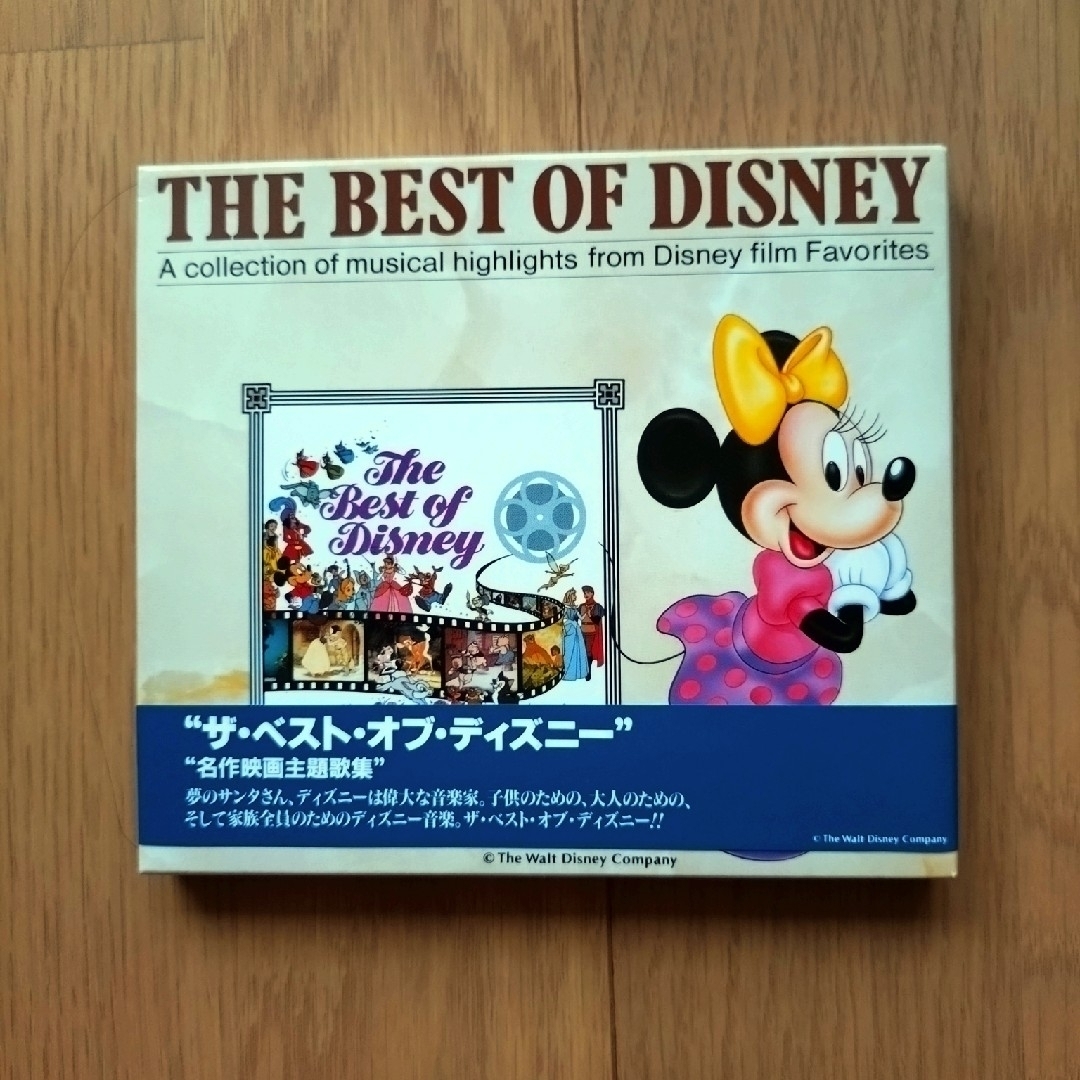 THE BEST OF DISNEY
A collection of musical highlights from Disney film Favorites
The
Best of
Disney
“ザ・ベスト・オブ・ディズニー”
“名作映画主題歌集”
夢のサンタさん、ディズニーは偉大な音楽家。子供のための、大人のための、
そして家族全員のためのディズニー音楽。ザ・ベスト・オブ・ディズニー!!
© The Walt Disney Company
© The Walt Disney Company